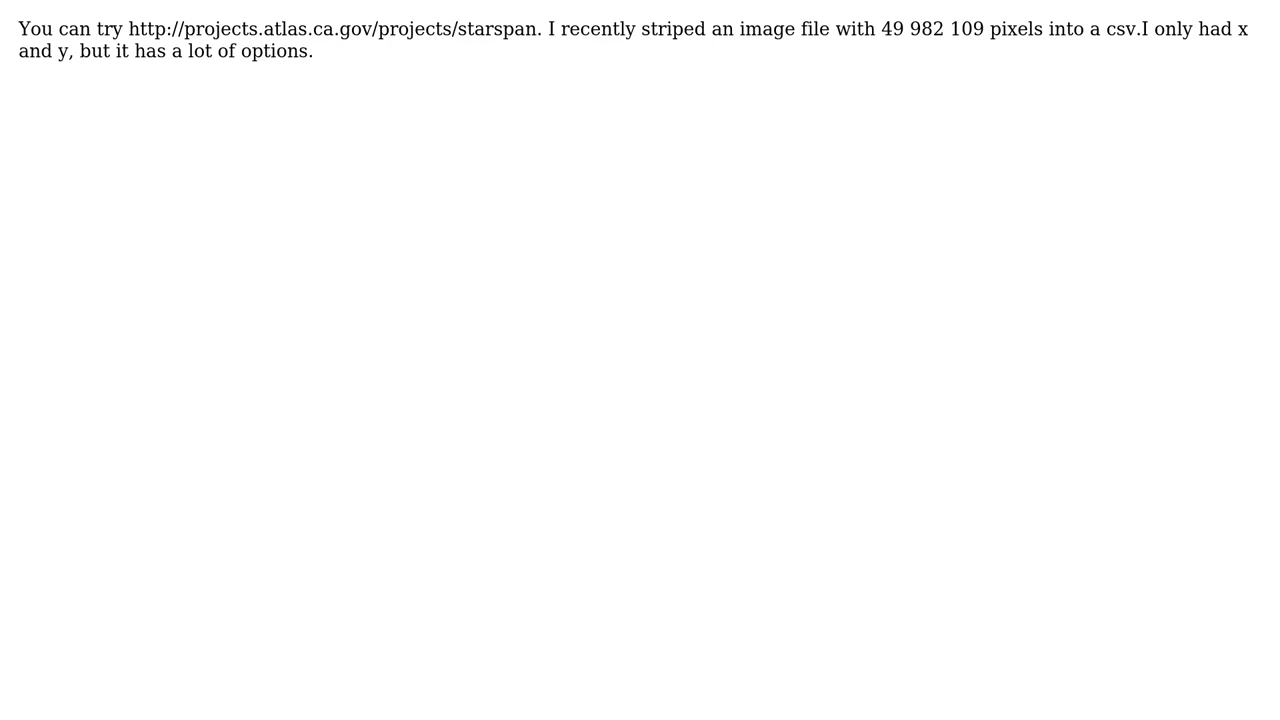 You can try http://projects.atlas.ca.gov/projects/starspan. I recently striped an image file with 49 982 109 pixels into a csv.I only had x
and y, but it has a lot of options.